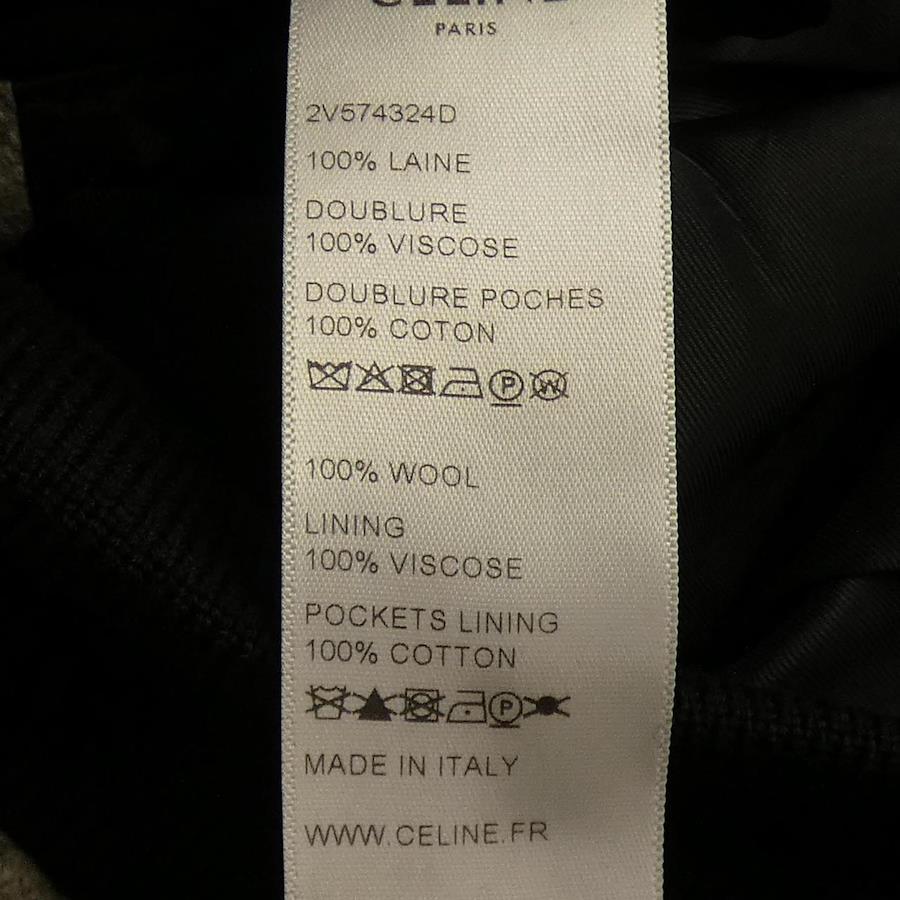 CELINE
PARIS
2V574324D
100% LAINE
DOUBLURE
100% VISCOSE
DOUBLURE POCHES
100% COTON
P W
100% WOOL
LINING
100% VISCOSE
POCKETS LINING
100% COTTON
P
MADE IN ITALY
WWW.CELINE.FR